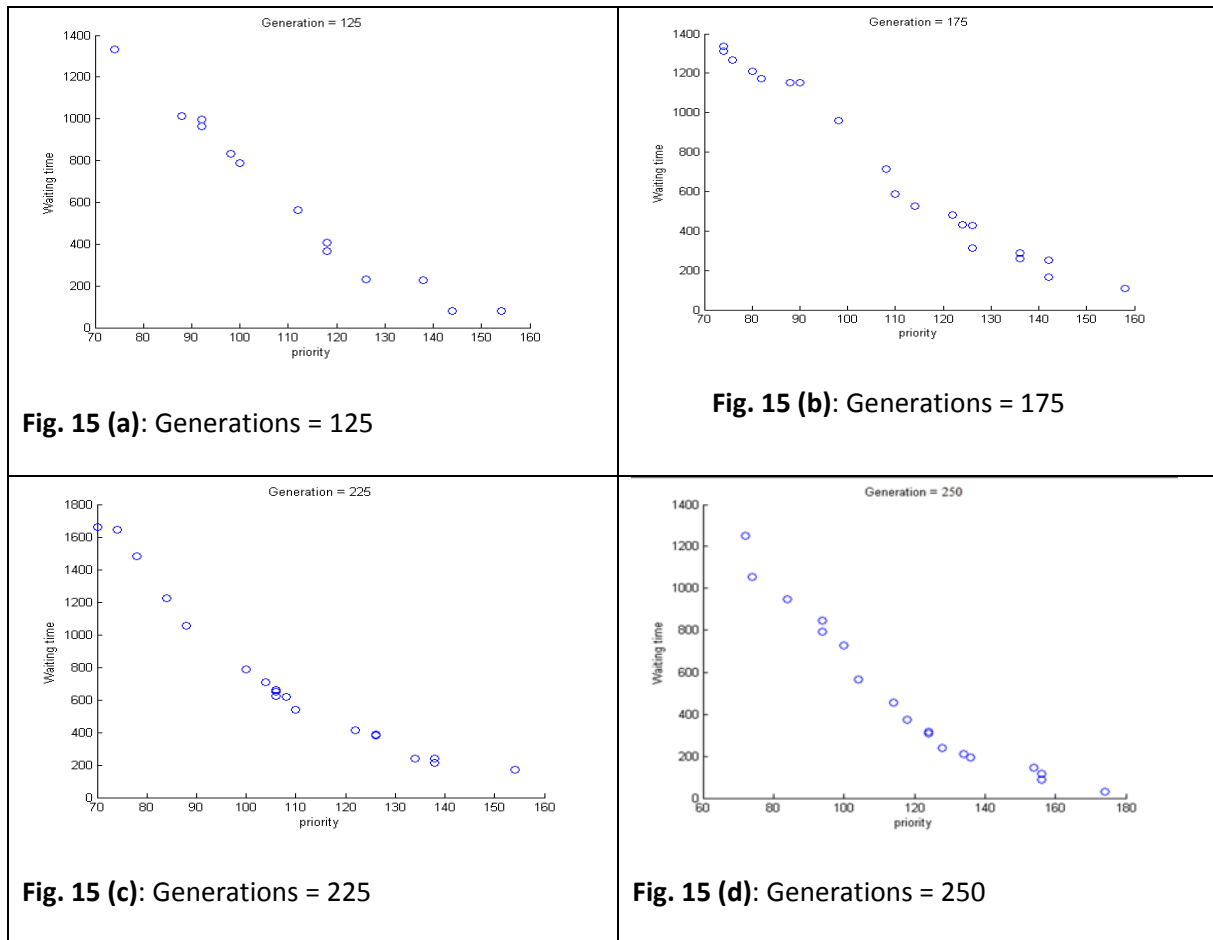 Generation = 125
1400
1200
1000
800
600
400
200
0
Waiting time
70 80 90 100 110 120 130 140 150 160
priority
Fig. 15 (a): Generations = 125
Generation = 175
1400
1200
1000
800
600
400
200
0
Waiting time
70 80 90 100 110 120 130 140 150 160
priority
Fig. 15 (b): Generations = 175
Generation = 225
1800
1600
1400
1200
1000
800
600
400
200
0
Waiting time
70 80 90 100 110 120 130 140 150 160
priority
Fig. 15 (c): Generations = 225
Generation = 250
1400
1200
1000
800
600
400
200
0
Waiting time
60 80 100 120 140 160 180
priority
Fig. 15 (d): Generations = 250